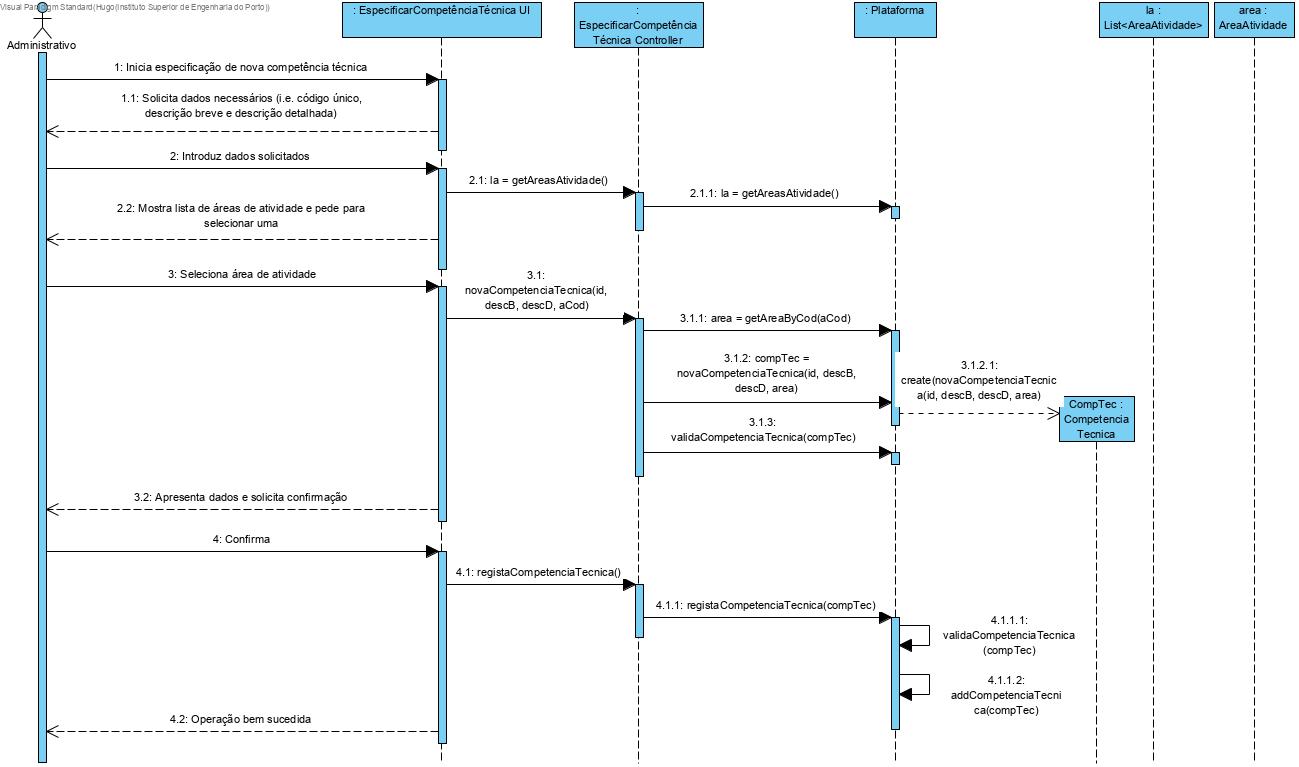 Visual Paradigm Standard(Hugo(Instituto Superior de Engenharia do Porto))
Administrativo
: EspecificarCompetênciaTécnica UI
:
EspecificarCompetência
Técnica Controller
: Plataforma
la :
List<AreaAtividade>
area :
AreaAtividade
1: Inicia especificação de nova competência técnica
1.1: Solicita dados necessários (i.e. código único,
descrição breve e descrição detalhada)
2: Introduz dados solicitados
2.1: la = getAreasAtividade()
2.1.1: la = getAreasAtividade()
2.2: Mostra lista de áreas de atividade e pede para
selecionar uma
3: Seleciona área de atividade
3.1:
novaCompetenciaTecnica(id,
descB, descD, aCod)
3.1.1: area = getAreaByCod(aCod)
3.1.2: compTec =
novaCompetenciaTecnica(id, descB,
descD, area)
3.1.2.1:
create(novaCompetenciaTecnic
a(id, descB, descD, area)
CompTec :
Competencia
Tecnica
3.1.3:
validaCompetenciaTecnica(compTec)
3.2: Apresenta dados e solicita confirmação
4: Confirma
4.1: registaCompetenciaTecnica()
4.1.1: registaCompetenciaTecnica(compTec)
4.1.1.1:
validaCompetenciaTecnica
(compTec)
4.1.1.2:
addCompetenciaTecni
ca(compTec)
4.2: Operação bem sucedida